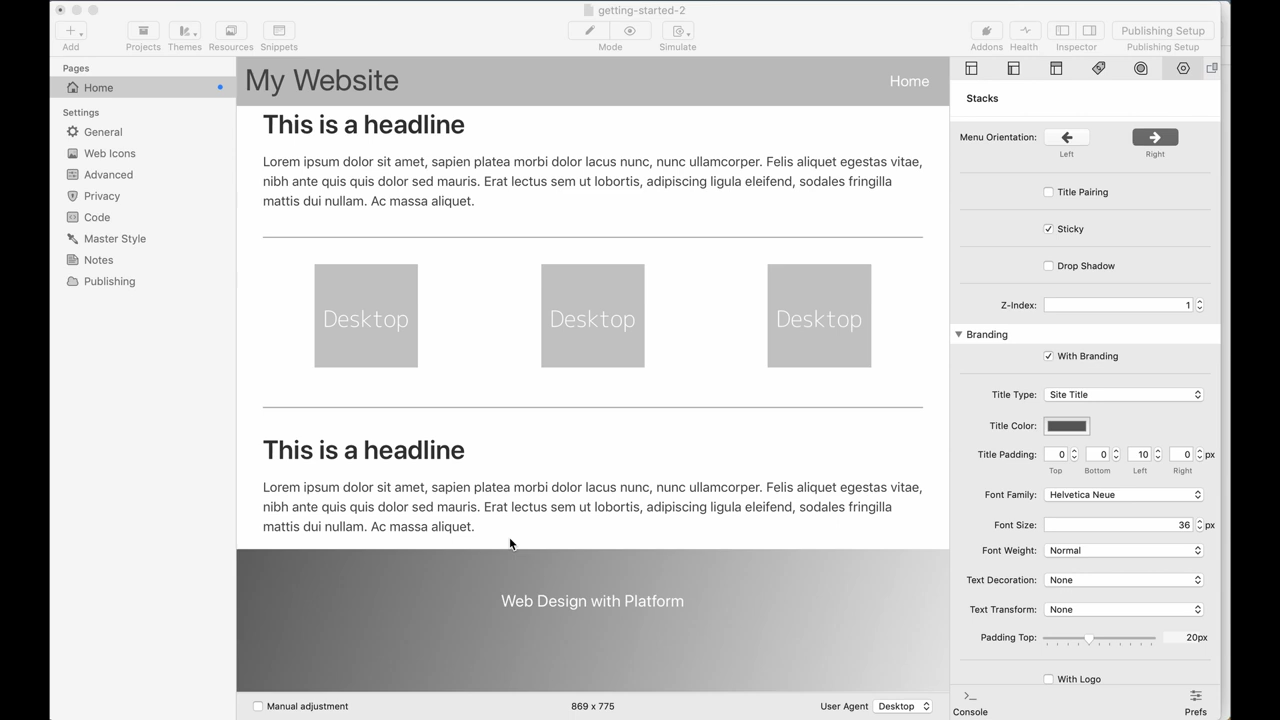 getting-started-2
Add
Projects
Themes
Resources
Snippets
Mode
Simulate
Addons
Health
Inspector
Publishing Setup
Publishing Setup
Pages
Home
Settings
General
Web Icons
Advanced
Privacy
Code
Master Style
Notes
Publishing
My Website
Home
This is a headline
Lorem ipsum dolor sit amet, sapien platea morbi dolor lacus nunc, nunc ullamcorper. Felis aliquet egestas vitae,
nibh ante quis quis dolor sed mauris. Erat lectus sem ut lobortis, adipiscing ligula eleifend, sodales fringilla
mattis dui nullam. Ac massa aliquet.
Desktop
Desktop
Desktop
This is a headline
Lorem ipsum dolor sit amet, sapien platea morbi dolor lacus nunc, nunc ullamcorper. Felis aliquet egestas vitae,
nibh ante quis quis dolor sed mauris. Erat lectus sem ut lobortis, adipiscing ligula eleifend, sodales fringilla
mattis dui nullam. Ac massa aliquet.
Web Design with Platform
Manual adjustment
869 x 775
User Agent Desktop
Stacks
Menu Orientation:
Left
Right
Title Pairing
Sticky
Drop Shadow
Z-Index: 1
Branding
With Branding
Title Type: Site Title
Title Color:
Title Padding: 0 0 10 0 px
Top Bottom Left Right
Font Family: Helvetica Neue
Font Size: 36 px
Font Weight: Normal
Text Decoration: None
Text Transform: None
Padding Top: 20px
With Logo
Console
Prefs